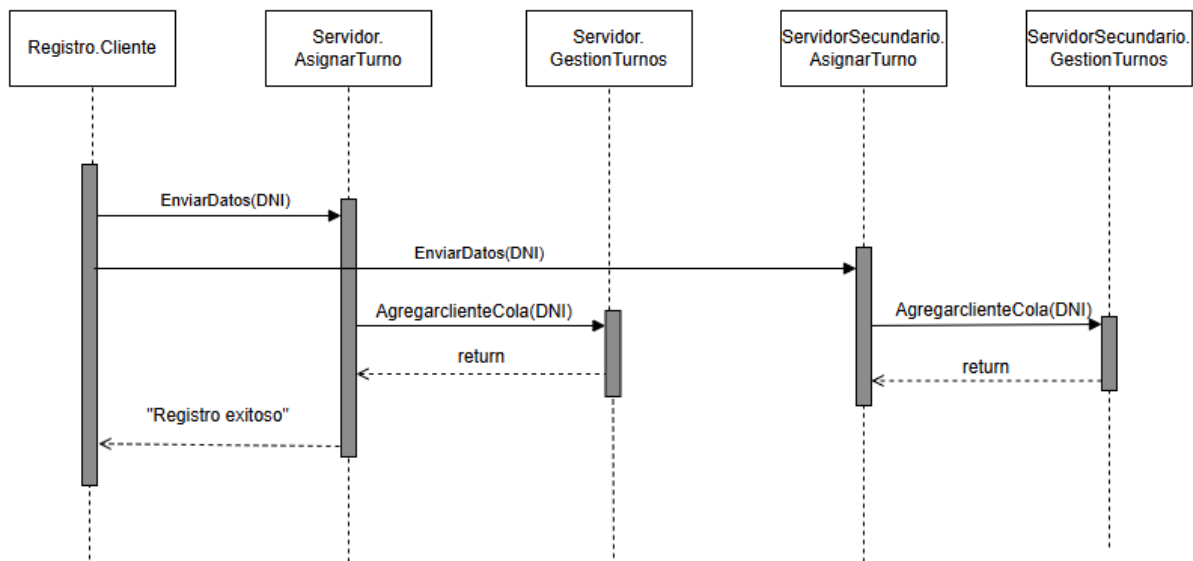 Registro.Cliente
Servidor.
AsignarTurno
Servidor.
GestionTurnos
ServidorSecundario.
AsignarTurno
ServidorSecundario.
GestionTurnos
EnviarDatos(DNI)
EnviarDatos(DNI)
AgregarclienteCola(DNI)
AgregarclienteCola(DNI)
return
return
"Registro exitoso"